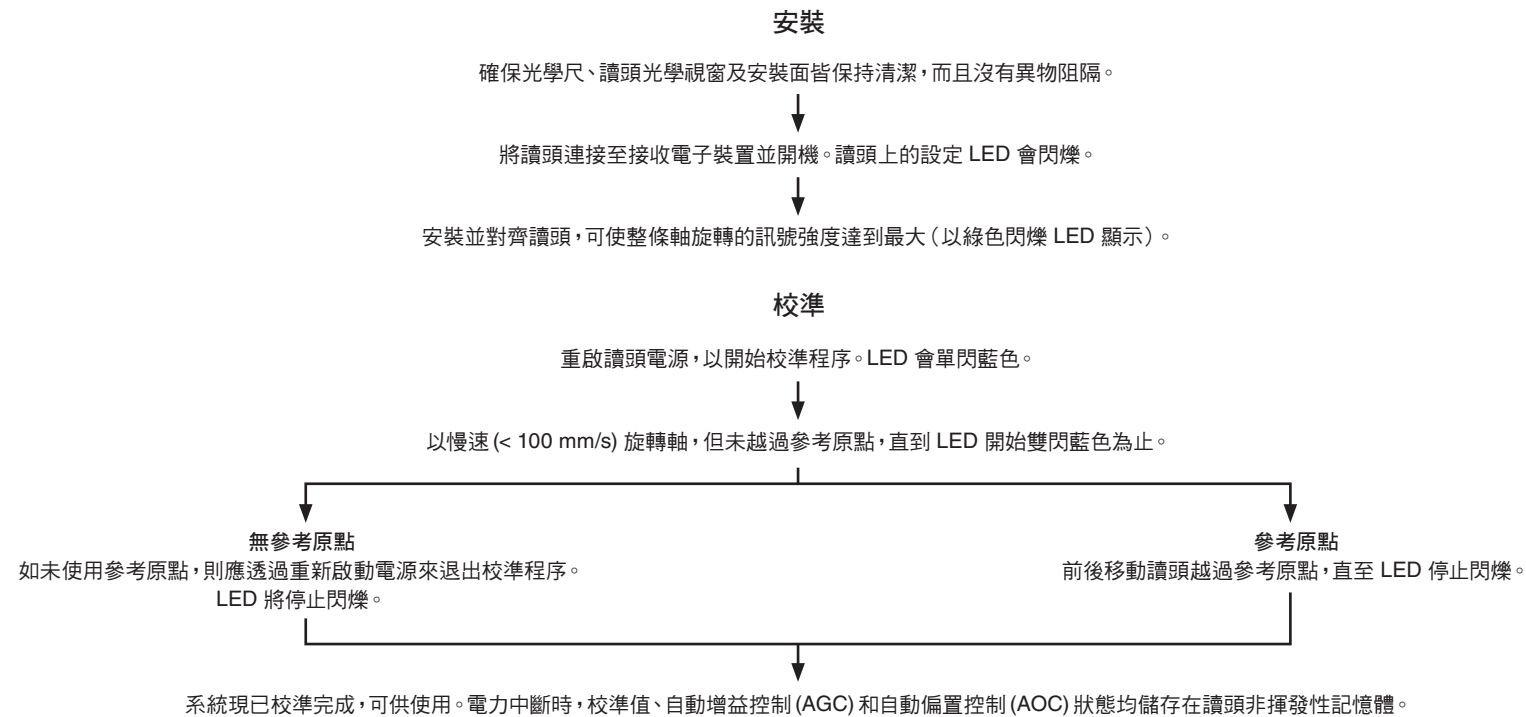 安裝
確保光學尺、讀頭光學視窗及安裝面皆保持清潔，而且沒有異物阻隔。
將讀頭連接至接收電子裝置並開機。讀頭上的設定 LED 會閃爍。
安裝並對齊讀頭，可使整條軸旋轉的訊號強度達到最大（以綠色閃爍 LED 顯示）。
校準
重啟讀頭電源，以開始校準程序。LED 會單閃藍色。
以慢速 (< 100 mm/s) 旋轉軸，但未越過參考原點，直到 LED 開始雙閃藍色為止。
無參考原點
如未使用參考原點，則應透過重新啟動電源來退出校準程序。
LED 將停止閃爍。
參考原點
前後移動讀頭越過參考原點，直至 LED 停止閃爍。
系統現已校準完成，可供使用。電力中斷時，校準值、自動增益控制 (AGC) 和自動偏置控制 (AOC) 狀態均儲存在讀頭非揮發性記憶體。